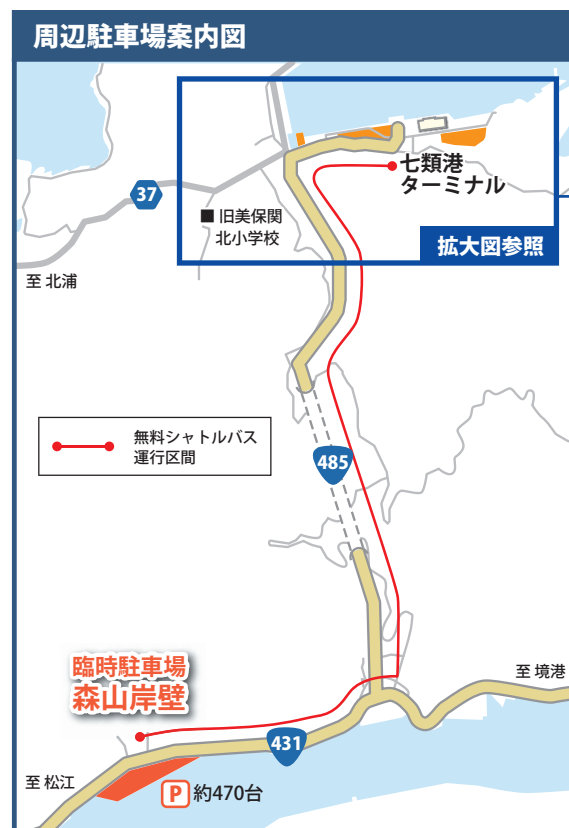 周辺駐車場案内図
七類港
ターミナル
37
■ 旧美保関
北小学校
拡大図参照
至 北浦
無料シャトルバス
運行区間
485
臨時駐車場
森山岸壁
至 境港
431
至 松江
P 約470台